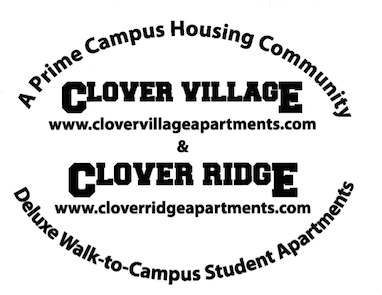 A Prime Campus Housing Community
CLOVER VILLAGE
www.clovervillageapartments.com
&
CLOVER RIDGE
www.cloverridgeapartments.com
Deluxe Walk-to-Campus Student Apartments